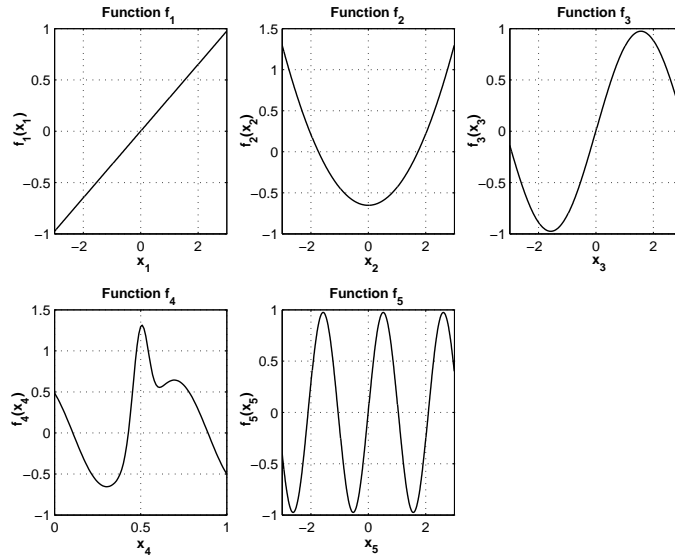 Function f₁
1
0.5
0
−0.5
−1
−2 0 2
x₁
f₁(x₁)
Function f₂
1.5
1
0.5
0
−0.5
−1
−2 0 2
x₂
f₂(x₂)
Function f₃
1
0.5
0
−0.5
−1
−2 0 2
x₃
f₃(x₃)
Function f₄
1.5
1
0.5
0
−0.5
−1
0 0.5 1
x₄
f₄(x₄)
Function f₅
1
0.5
0
−0.5
−1
−2 0 2
x₅
f₅(x₅)